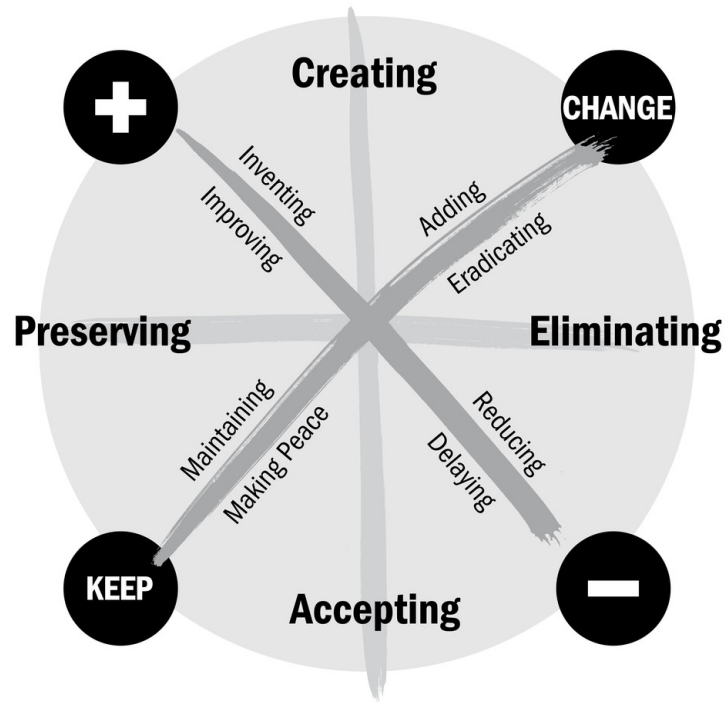 Creating
+
CHANGE
Inventing
Improving
Adding
Eradicating
Preserving
Eliminating
Maintaining
Making Peace
Reducing
Delaying
KEEP
Accepting
−